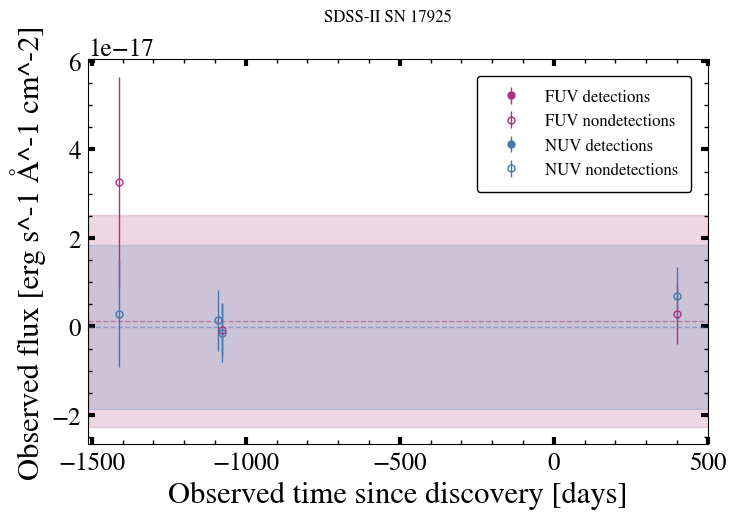 SDSS-II SN 17925
1e−17
6
4
2
0
−2
Observed flux [erg s^-1 Å^-1 cm^-2]
FUV detections
FUV nondetections
NUV detections
NUV nondetections
−1500 −1000 −500 0 500
Observed time since discovery [days]